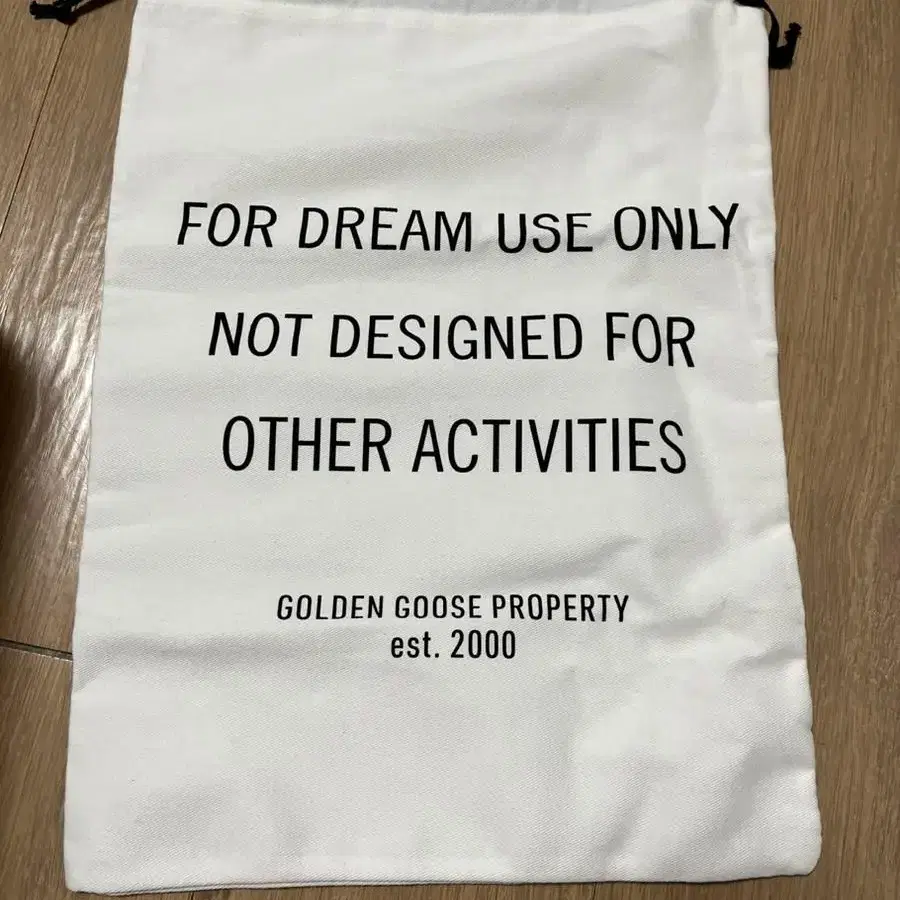 FOR DREAM USE ONLY
NOT DESIGNED FOR
OTHER ACTIVITIES
GOLDEN GOOSE PROPERTY
est. 2000